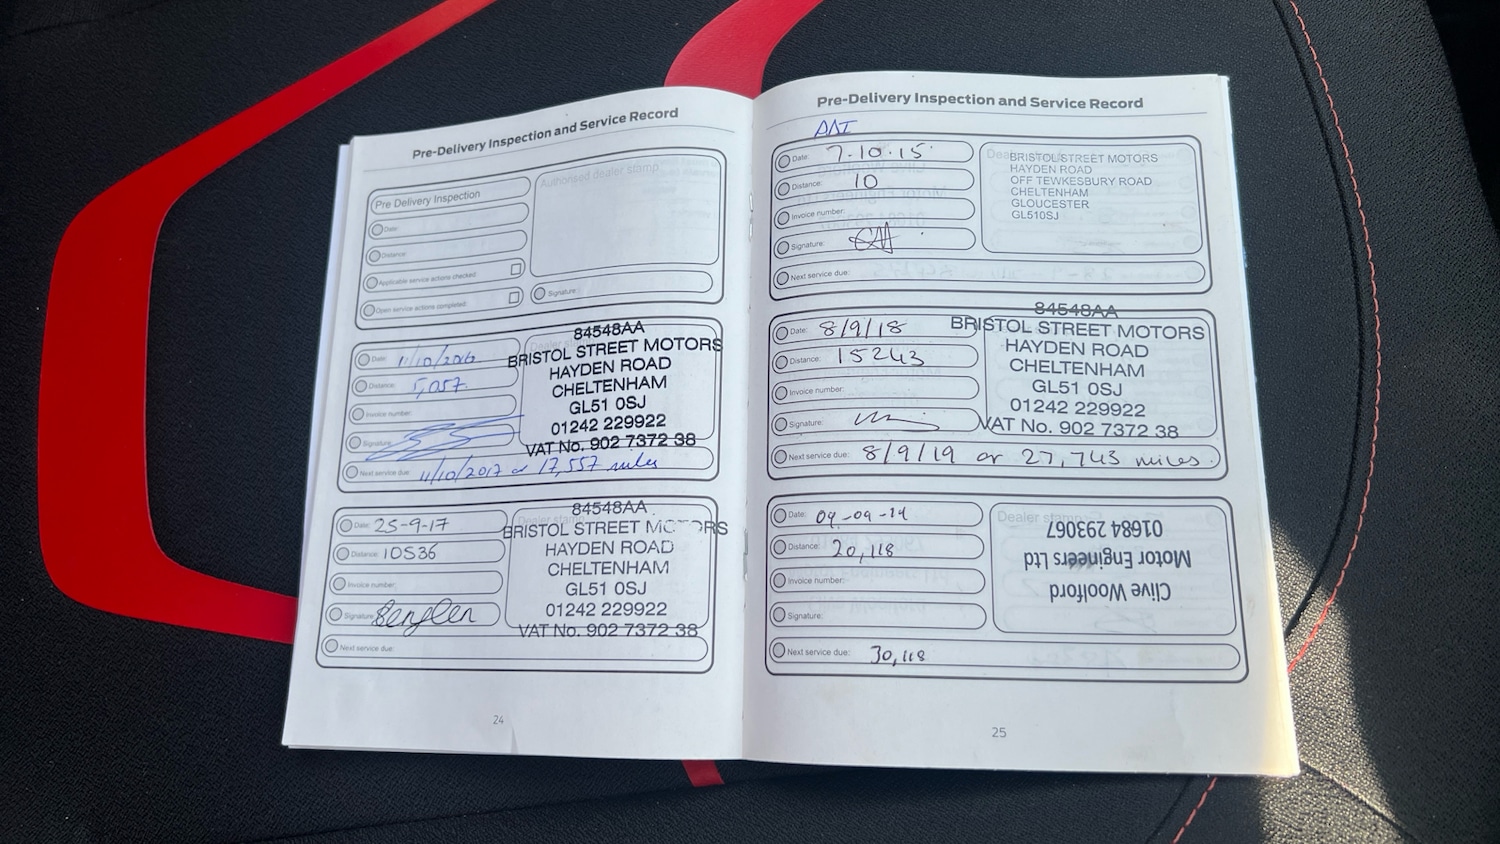 Pre-Delivery Inspection and Service Record
Pre Delivery Inspection
Date:
Distance:
Applicable service actions checked:
Open service actions completed:
Authorised dealer stamp
Signature:
Date: 11/10/2016
Distance: 5,057
Invoice number:
Signature:
Next service due: 11/10/2017 or 17,557 miles
84548AA
BRISTOL STREET MOTORS
HAYDEN ROAD
CHELTENHAM
GL51 0SJ
01242 229922
VAT No. 902 7372 38
Date: 25-9-17
Distance: 10536
Invoice number:
Signature:
Next service due:
84548AA
BRISTOL STREET MOTORS
HAYDEN ROAD
CHELTENHAM
GL51 0SJ
01242 229922
VAT No. 902 7372 38
24
Pre-Delivery Inspection and Service Record
Date: 7.10.15
Distance: 10
Invoice number:
Signature:
Next service due:
BRISTOL STREET MOTORS
HAYDEN ROAD
OFF TEWKESBURY ROAD
CHELTENHAM
GLOUCESTER
GL510SJ
Date: 8/9/18
Distance: 15243
Invoice number:
Signature:
Next service due: 8/9/19 or 27,743 miles.
84548AA
BRISTOL STREET MOTORS
HAYDEN ROAD
CHELTENHAM
GL51 0SJ
01242 229922
VAT No. 902 7372 38
Date: 04-09-19
Distance: 20,118
Invoice number:
Signature:
Next service due: 30,118
Dealer stamp
Clive Woolford
Motor Engineers Ltd
01684 293067
25